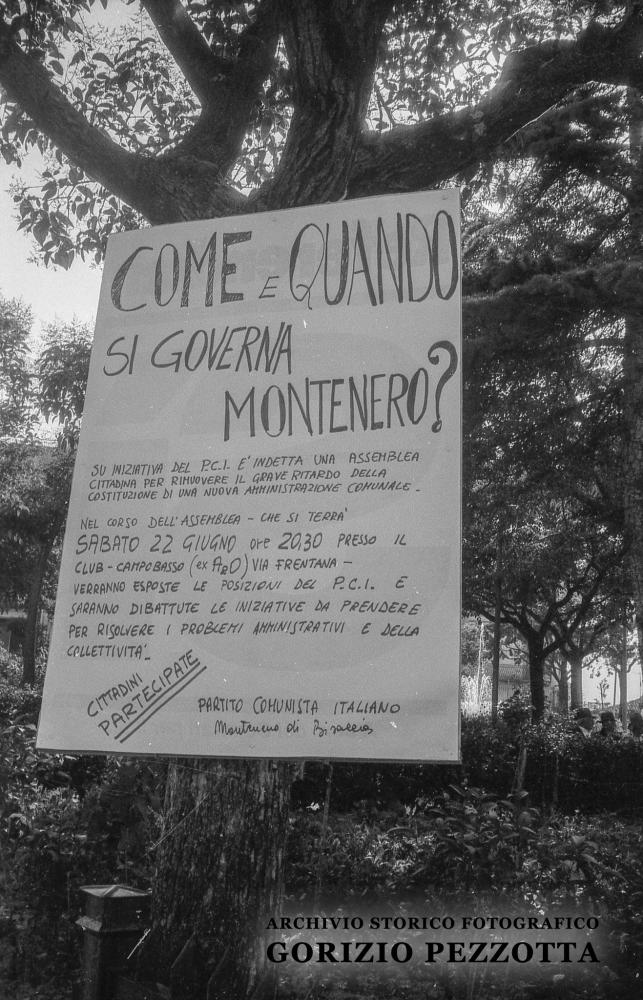 COME E QUANDO
SI GOVERNA
MONTENERO?
SU INIZIATIVA DEL P.C.I. E' INDETTA UNA ASSEMBLEA
CITTADINA PER RIMUOVERE IL GRAVE RITARDO DELLA
COSTITUZIONE DI UNA NUOVA AMMINISTRAZIONE COMUNALE -
NEL CORSO DELL'ASSEMBLEA - CHE SI TERRA'
SABATO 22 GIUGNO ore 20,30 PRESSO IL
CLUB - CAMPOBASSO (ex ARO) VIA FRENTANA -
VERRANNO ESPOSTE LE POSIZIONI DEL P.C.I. E
SARANNO DIBATTUTE LE INIZIATIVE DA PRENDERE
PER RISOLVERE I PROBLEMI AMMINISTRATIVI E DELLA
COLLETTIVITA'-
CITTADINI
PARTECIPATE
PARTITO COMUNISTA ITALIANO
Montenero di Bisaccia
ARCHIVIO STORICO FOTOGRAFICO
GORIZIO PEZZOTTA